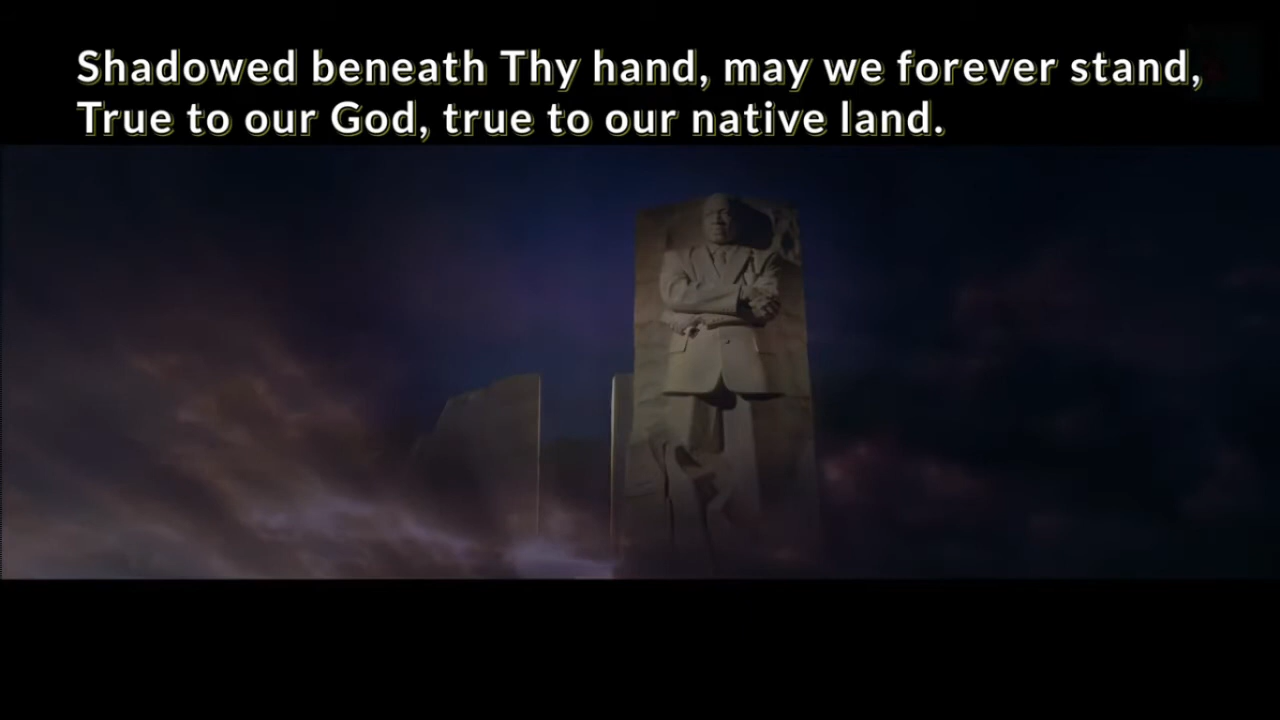 Shadowed beneath Thy hand, may we forever stand,
True to our God, true to our native land.